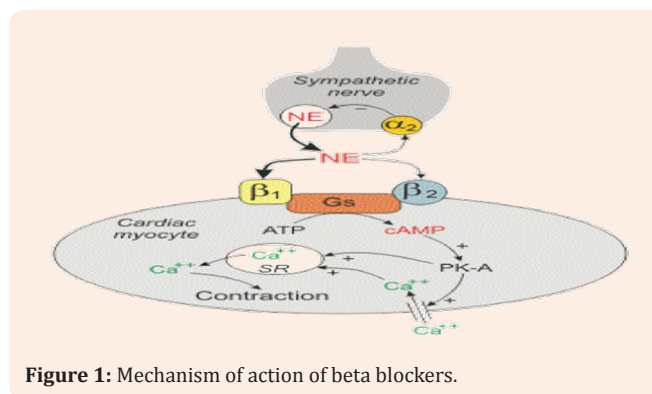 Sympathetic
nerve
NE
−
α₂
NE
β₁
β₂
Gs
Cardiac
myocyte
ATP
cAMP
+
Ca⁺⁺
SR
+
PK-A
Ca⁺⁺
+
Ca⁺⁺
+
Contraction
Ca⁺⁺
Figure 1: Mechanism of action of beta blockers.